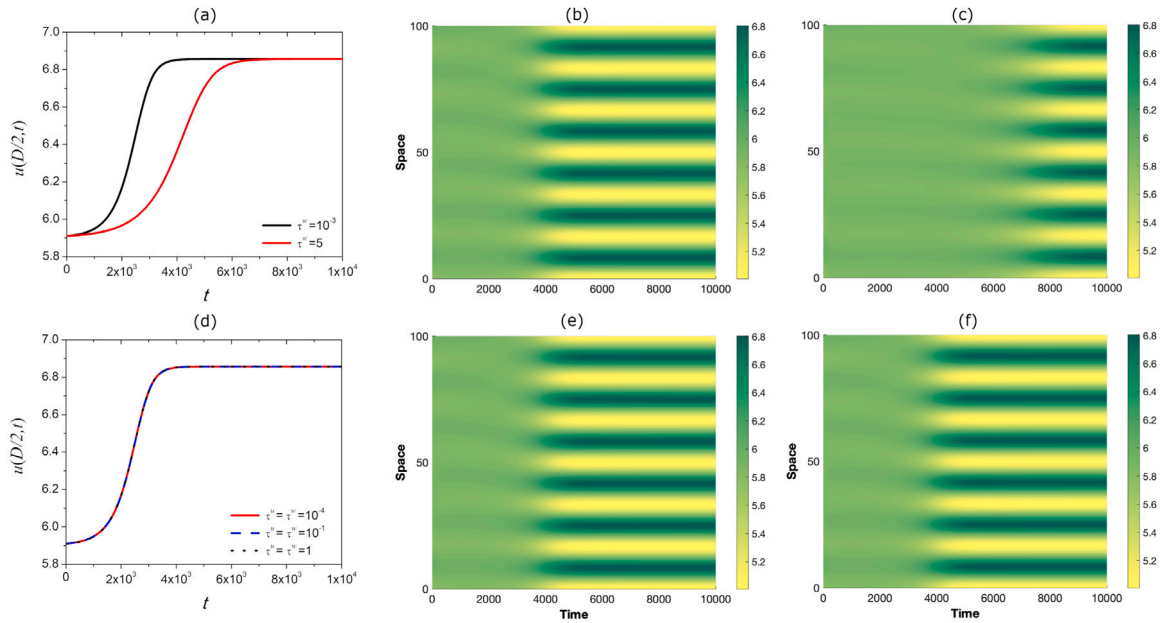 (a)
7.0
6.8
6.6
6.4
6.2
6.0
5.8
u(D/2,t)
0 2x10³ 4x10³ 6x10³ 8x10³ 1x10⁴
t
τʷ=10⁻³
τʷ=5
(b)
100
50
0
Space
0 2000 4000 6000 8000 10000
6.8
6.6
6.4
6.2
6
5.8
5.6
5.4
5.2
(c)
100
50
0
0 2000 4000 6000 8000 10000
6.8
6.6
6.4
6.2
6
5.8
5.6
5.4
5.2
(d)
7.0
6.8
6.6
6.4
6.2
6.0
5.8
u(D/2,t)
0 2x10³ 4x10³ 6x10³ 8x10³ 1x10⁴
t
τᵘ= τʷ=10⁻⁴
τᵘ= τʷ=10⁻¹
τᵘ= τʷ=1
(e)
100
50
0
Space
0 2000 4000 6000 8000 10000
Time
6.8
6.6
6.4
6.2
6
5.8
5.6
5.4
5.2
(f)
100
50
0
Space
0 2000 4000 6000 8000 10000
Time
6.8
6.6
6.4
6.2
6
5.8
5.6
5.4
5.2